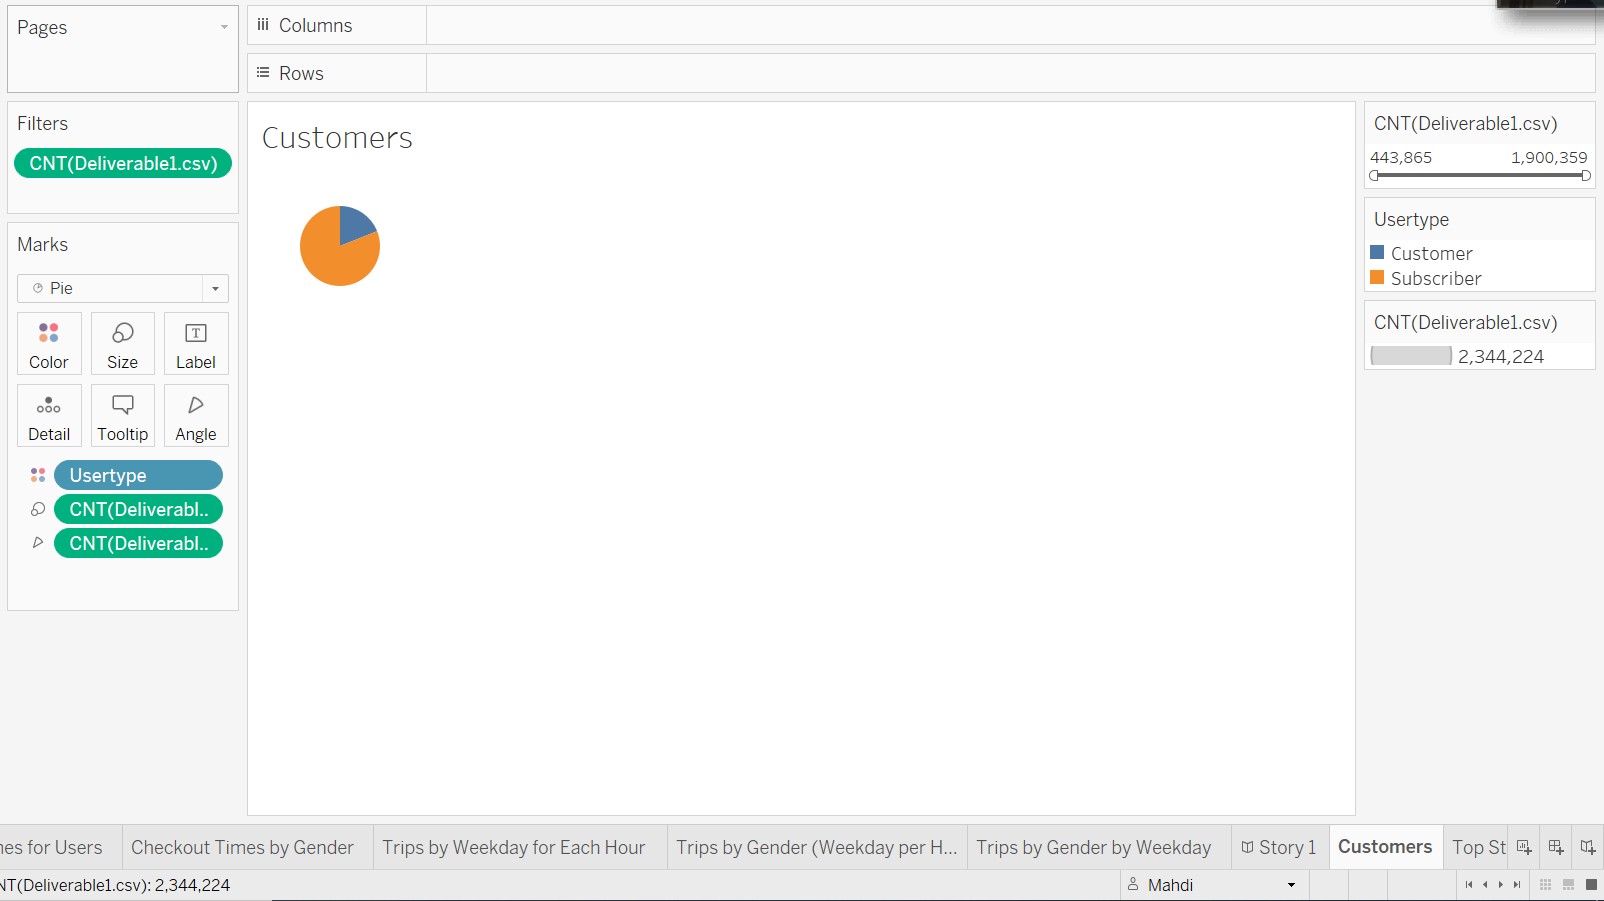 Pages
Columns
Rows
Filters
CNT(Deliverable1.csv)
Marks
Pie
Color
Size
Label
Detail
Tooltip
Angle
Usertype
CNT(Deliverabl..
CNT(Deliverabl..
Customers
CNT(Deliverable1.csv)
443,865 1,900,359
Usertype
Customer
Subscriber
CNT(Deliverable1.csv)
2,344,224
nes for Users
Checkout Times by Gender
Trips by Weekday for Each Hour
Trips by Gender (Weekday per H...
Trips by Gender by Weekday
Story 1
Customers
Top St
NT(Deliverable1.csv): 2,344,224
Mahdi